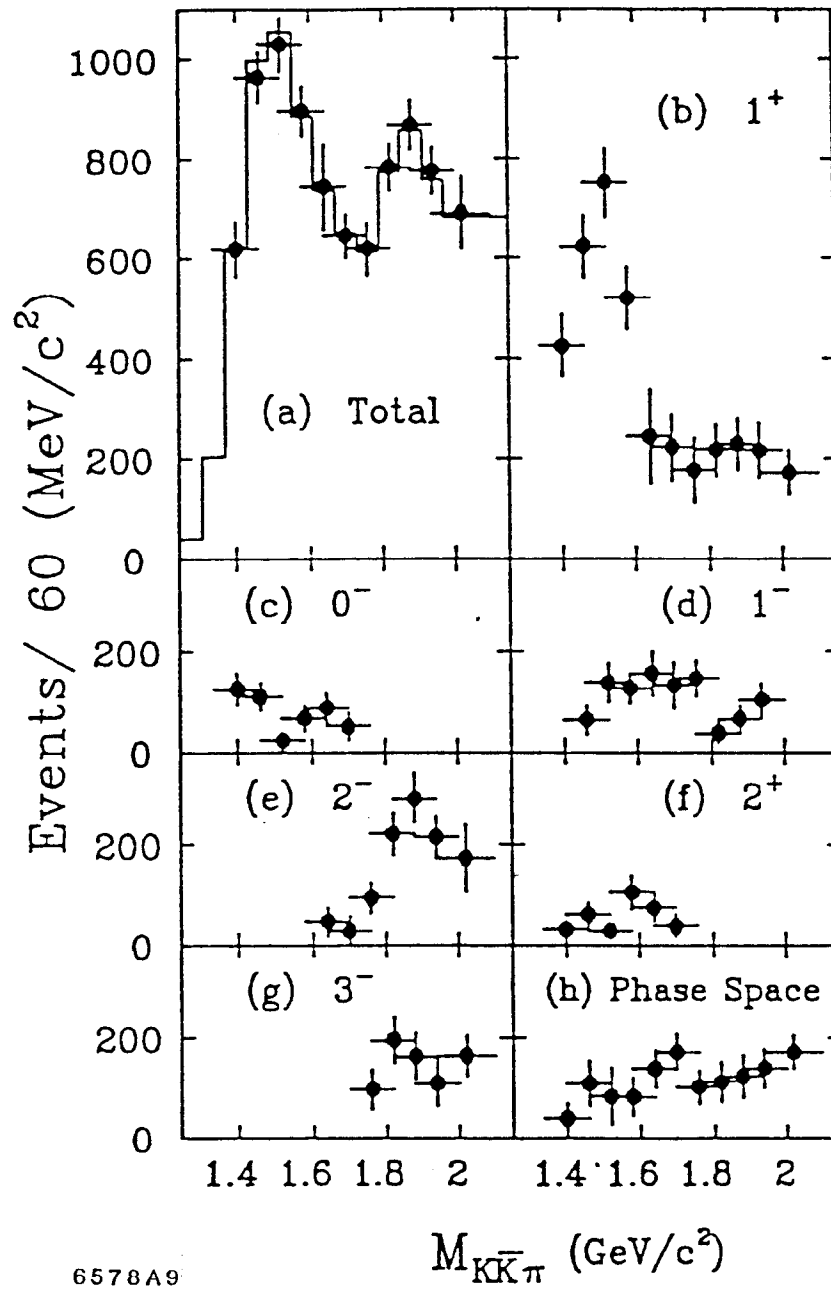 Events/ 60 (MeV/c²)
1000
800
600
400
200
0
(a) Total
(b) 1⁺
(c) 0⁻
(d) 1⁻
200
0
(e) 2⁻
(f) 2⁺
200
0
(g) 3⁻
(h) Phase Space
200
0
1.4 1.6 1.8 2
1.4 1.6 1.8 2
M_KK̄π (GeV/c²)
6578A9